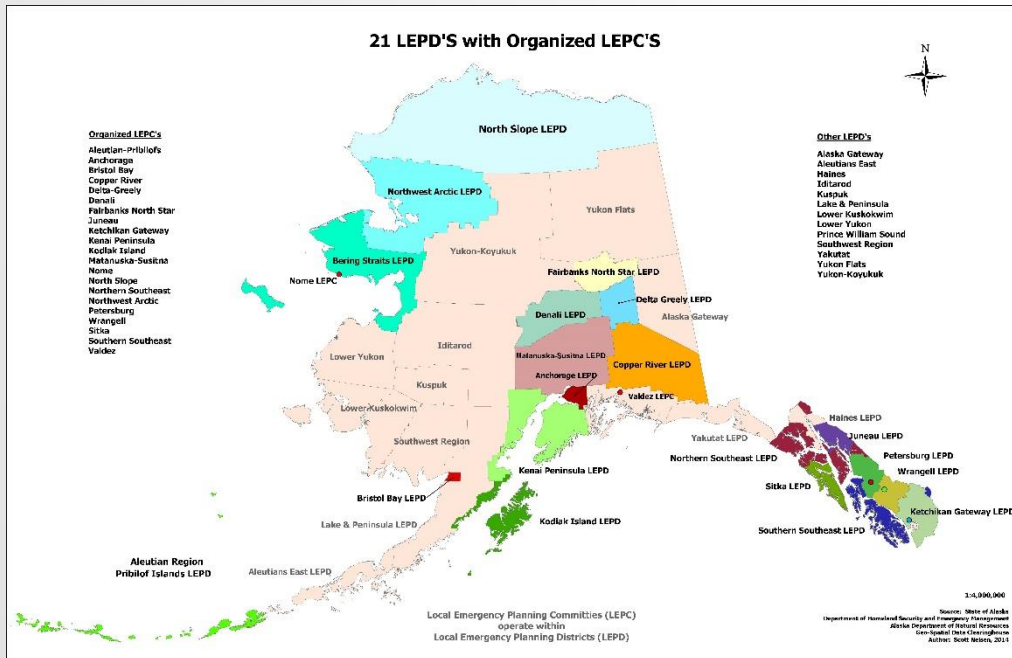 21 LEPD'S with Organized LEPC'S
N
Organized LEPC's
Aleutian-Pribilofs
Anchorage
Bristol Bay
Copper River
Delta-Greely
Denali
Fairbanks North Star
Juneau
Ketchikan Gateway
Kenai Peninsula
Kodiak Island
Matanuska-Susitna
Nome
North Slope
Northern Southeast
Northwest Arctic
Petersburg
Wrangell
Sitka
Southern Southeast
Valdez
Other LEPD's
Alaska Gateway
Aleutians East
Haines
Iditarod
Kuspuk
Lake & Peninsula
Lower Kuskokwim
Lower Yukon
Prince William Sound
Southwest Region
Yakutat
Yukon Flats
Yukon-Koyukuk
North Slope LEPD
Northwest Arctic LEPD
Yukon Flats
Yukon-Koyukuk
Bering Straits LEPD
Nome LEPC
Fairbanks North Star LEPD
Delta Greely LEPD
Denali LEPD
Alaska Gateway
Iditarod
Lower Yukon
Matanuska-Susitna LEPD
Copper River LEPD
Anchorage LEPD
Kuspuk
Valdez LEPC
Lower Kuskokwim
Southwest Region
Haines LEPD
Yakutat LEPD
Juneau LEPD
Northern Southeast LEPD
Petersburg LEPD
Wrangell LEPD
Kenai Peninsula LEPD
Sitka LEPD
Bristol Bay LEPD
Ketchikan Gateway LEPD
Kodiak Island LEPD
Lake & Peninsula LEPD
Southern Southeast LEPD
Aleutian Region
Pribilof Islands LEPD
Aleutians East LEPD
Local Emergency Planning Committies (LEPC)
operate within
Local Emergency Planning Districts (LEPD)
1:4,000,000
Source: State of Alaska
Department of Homeland Security and Emergency Management
Alaska Department of Natural Resources
Geo-Spatial Data Clearinghouse
Author: Scott Nelsen, 2014